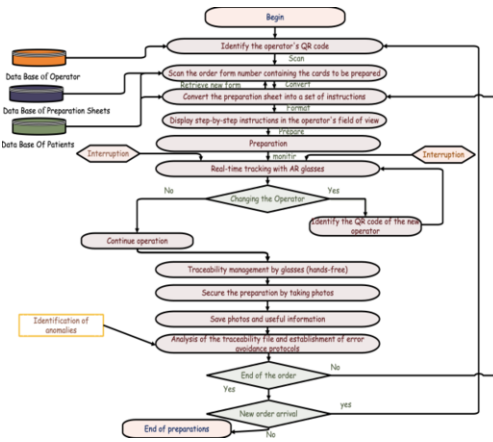 Begin
Identify the operator's QR code
Scan
Data Base of Operator
Scan the order form number containing the cards to be prepared
Retrieve new form
Convert
Data Base of Preparation Sheets
Convert the preparation sheet into a set of instructions
Format
Display step-by-step instructions in the operator's field of view
Data Base Of Patients
Prepare
Preparation
Interruption
monitir
Interruption
Real-time tracking with AR glasses
No
Yes
Changing the Operator
Identify the QR code of the new
operator
Continue operation
Traceability management by glasses (hands-free)
Secure the preparation by taking photos
Save photos and useful information
Identification of
anomalies
Analysis of the traceability file and establishment of error
avoidance protocols
End of the order
No
Yes
New order arrival
yes
End of preparations
No